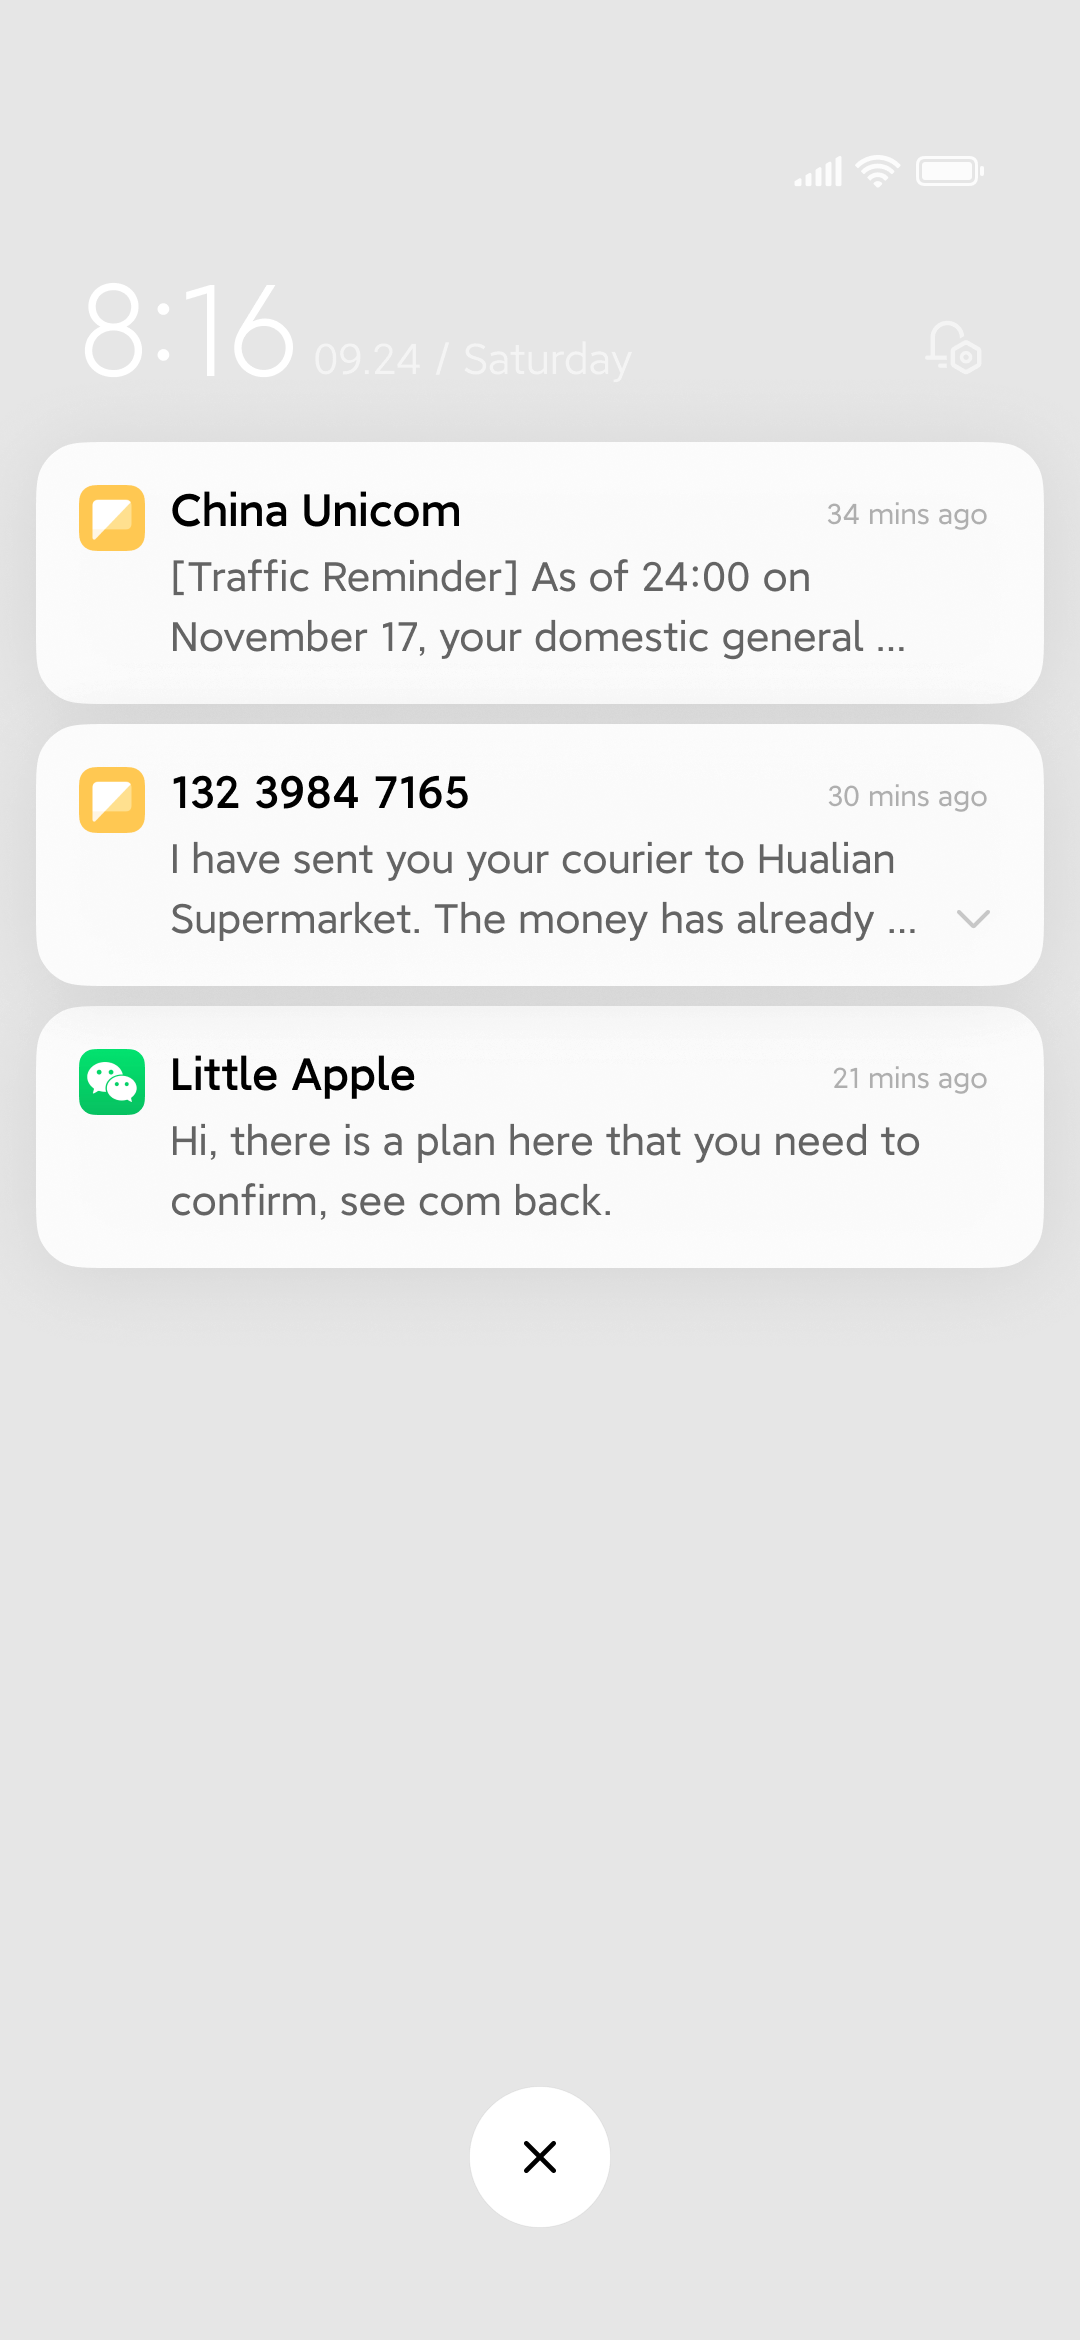 8:16 09.24 / Saturday
China Unicom 34 mins ago
[Traffic Reminder] As of 24:00 on
November 17, your domestic general ...
132 3984 7165 30 mins ago
I have sent you your courier to Hualian
Supermarket. The money has already ...
Little Apple 21 mins ago
Hi, there is a plan here that you need to
confirm, see com back.